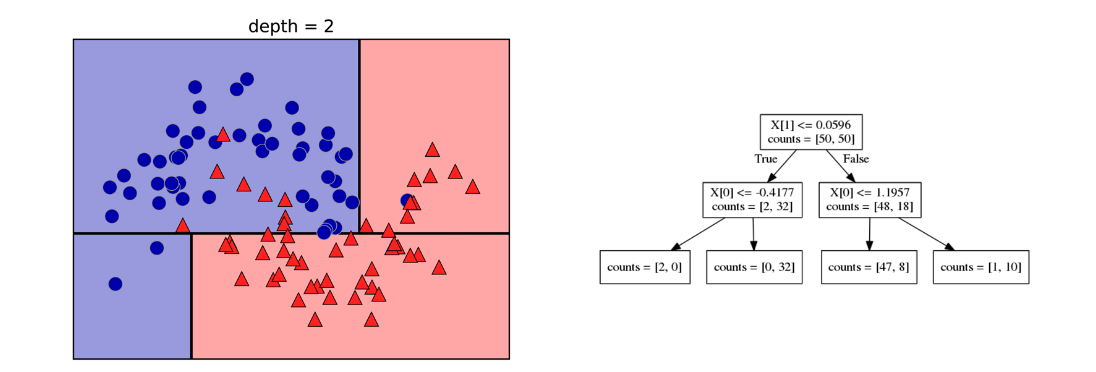 depth = 2
X[1] <= 0.0596
counts = [50, 50]
True
False
X[0] <= -0.4177
counts = [2, 32]
X[0] <= 1.1957
counts = [48, 18]
counts = [2, 0]
counts = [0, 32]
counts = [47, 8]
counts = [1, 10]